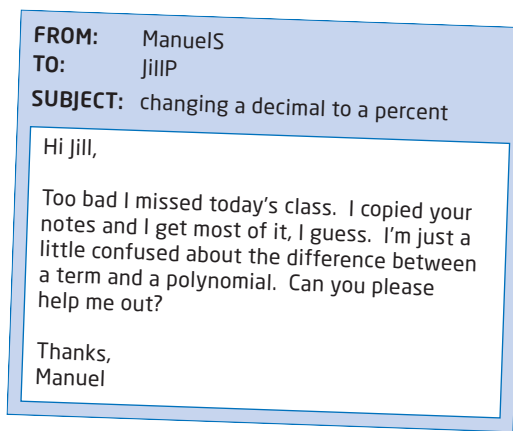 FROM: ManuelS
TO: JillP
SUBJECT: changing a decimal to a percent
Hi Jill,
Too bad I missed today's class. I copied your
notes and I get most of it, I guess. I'm just a
little confused about the difference between
a term and a polynomial. Can you please
help me out?
Thanks,
Manuel